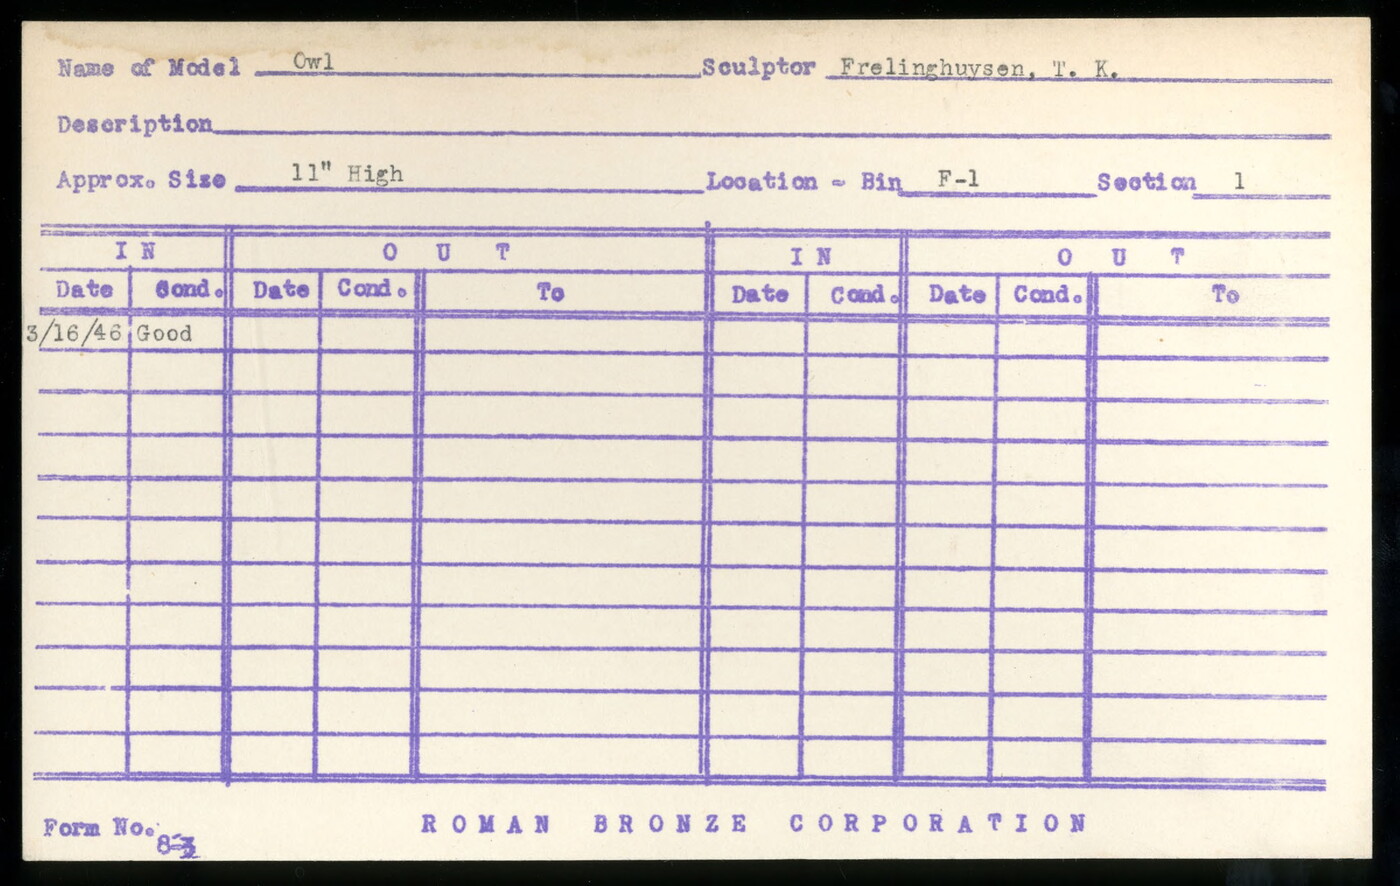 Name of Model Owl Sculptor Frelinghuysen, T. K.
Description
Approx. Size 11" High Location - Bin F-1 Section 1
IN OUT IN OUT
Date Cond. Date Cond. To Date Cond. Date Cond. To
3/16/46 Good
Form No. 8-3 ROMAN BRONZE CORPORATION